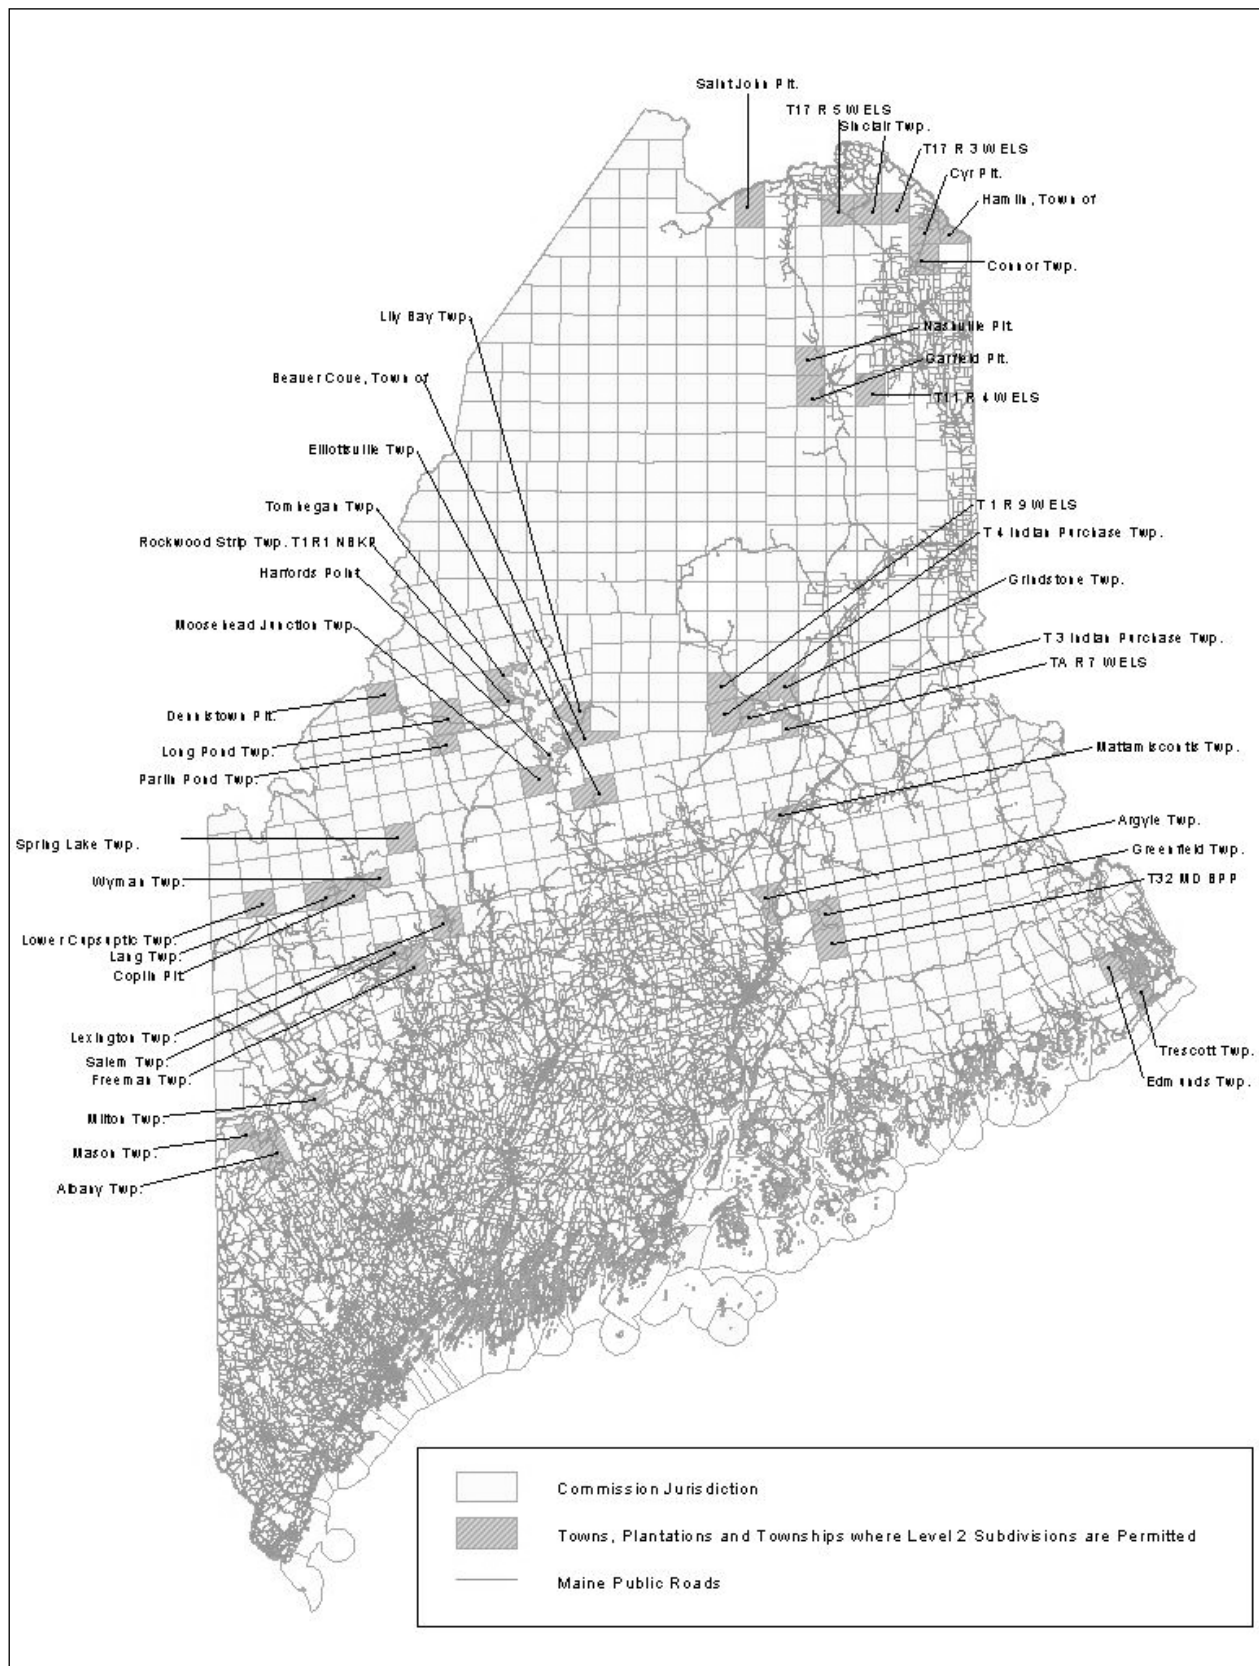 Saint John Plt.
T17 R 5 WELS
Sinclair Twp.
T17 R 3 WELS
Cyr Plt.
Hamlin, Town of
Connor Twp.
Lily Bay Twp.
Nashville Plt.
Garfield Plt.
Beaver Cove, Town of
T11 R 4 WELS
Elliottsville Twp.
Tomhegan Twp.
T 1 R 9 WELS
T 4 Indian Purchase Twp.
Rockwood Strip Twp. T1R1 NBKP
Harfords Point
Grindstone Twp.
Moosehead Junction Twp.
T 3 Indian Purchase Twp.
TA R 7 WELS
Dennistown Plt.
Long Pond Twp.
Mattamiscontis Twp.
Parlin Pond Twp.
Argyle Twp.
Spring Lake Twp.
Greenfield Twp.
Wyman Twp.
T32 MD BPP
Lower Cupsuptic Twp.
Lang Twp.
Coplin Plt.
Lexington Twp.
Salem Twp.
Trescott Twp.
Freeman Twp.
Edmunds Twp.
Milton Twp.
Mason Twp.
Albany Twp.
Commission Jurisdiction
Towns, Plantations and Townships where Level 2 Subdivisions are Permitted
Maine Public Roads